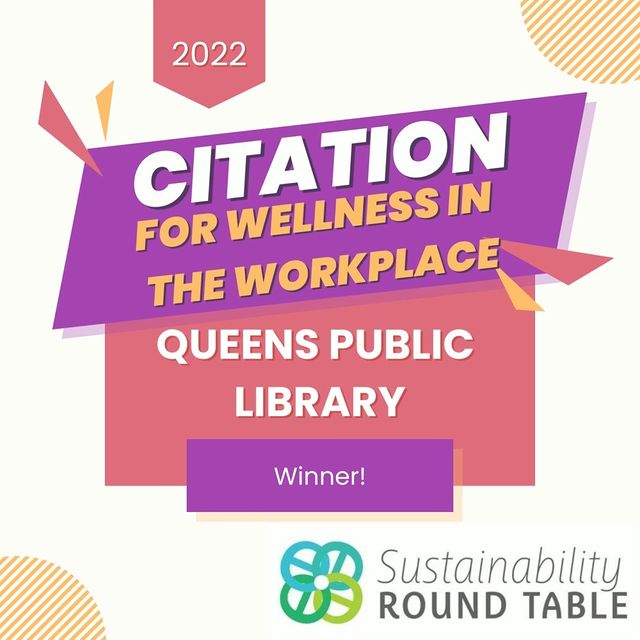 2022
CITATION
FOR WELLNESS IN
THE WORKPLACE
QUEENS PUBLIC
LIBRARY
Winner!
Sustainability
ROUND TABLE